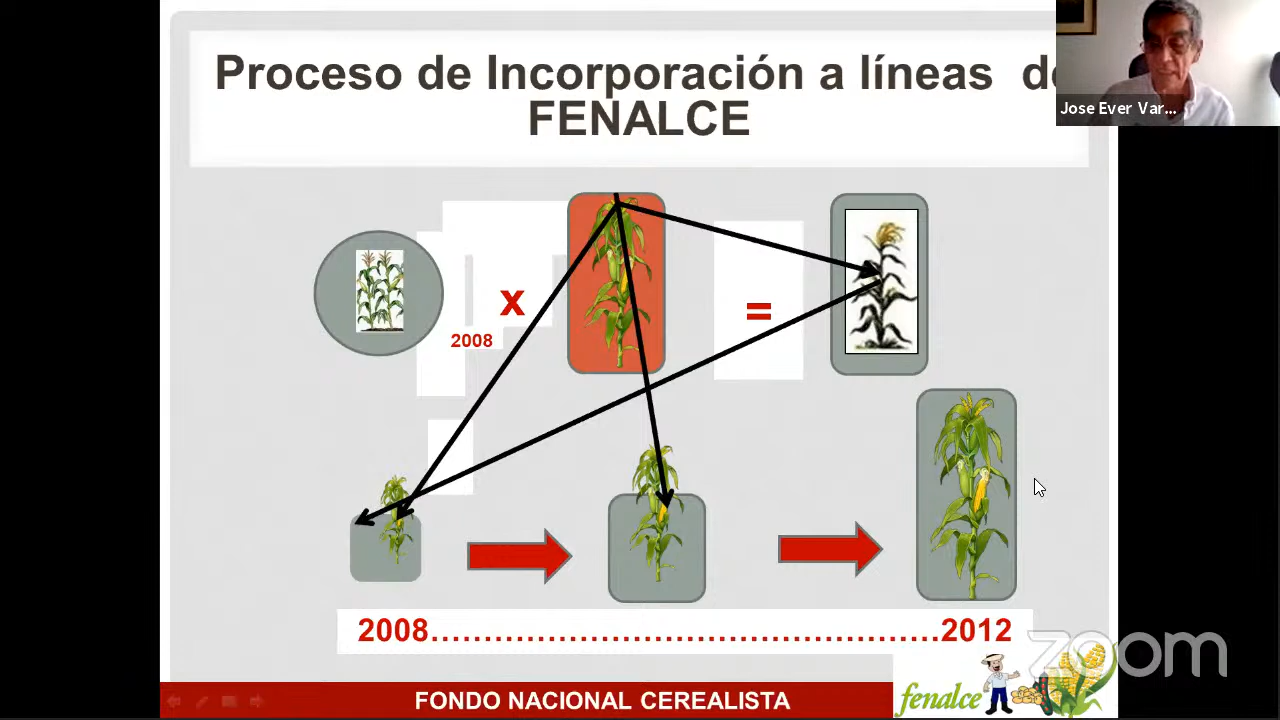 Proceso de Incorporación a líneas de
FENALCE
Jose Ever Var...
x
=
2008
2008................................................2012
zoom
FONDO NACIONAL CEREALISTA
fenalce